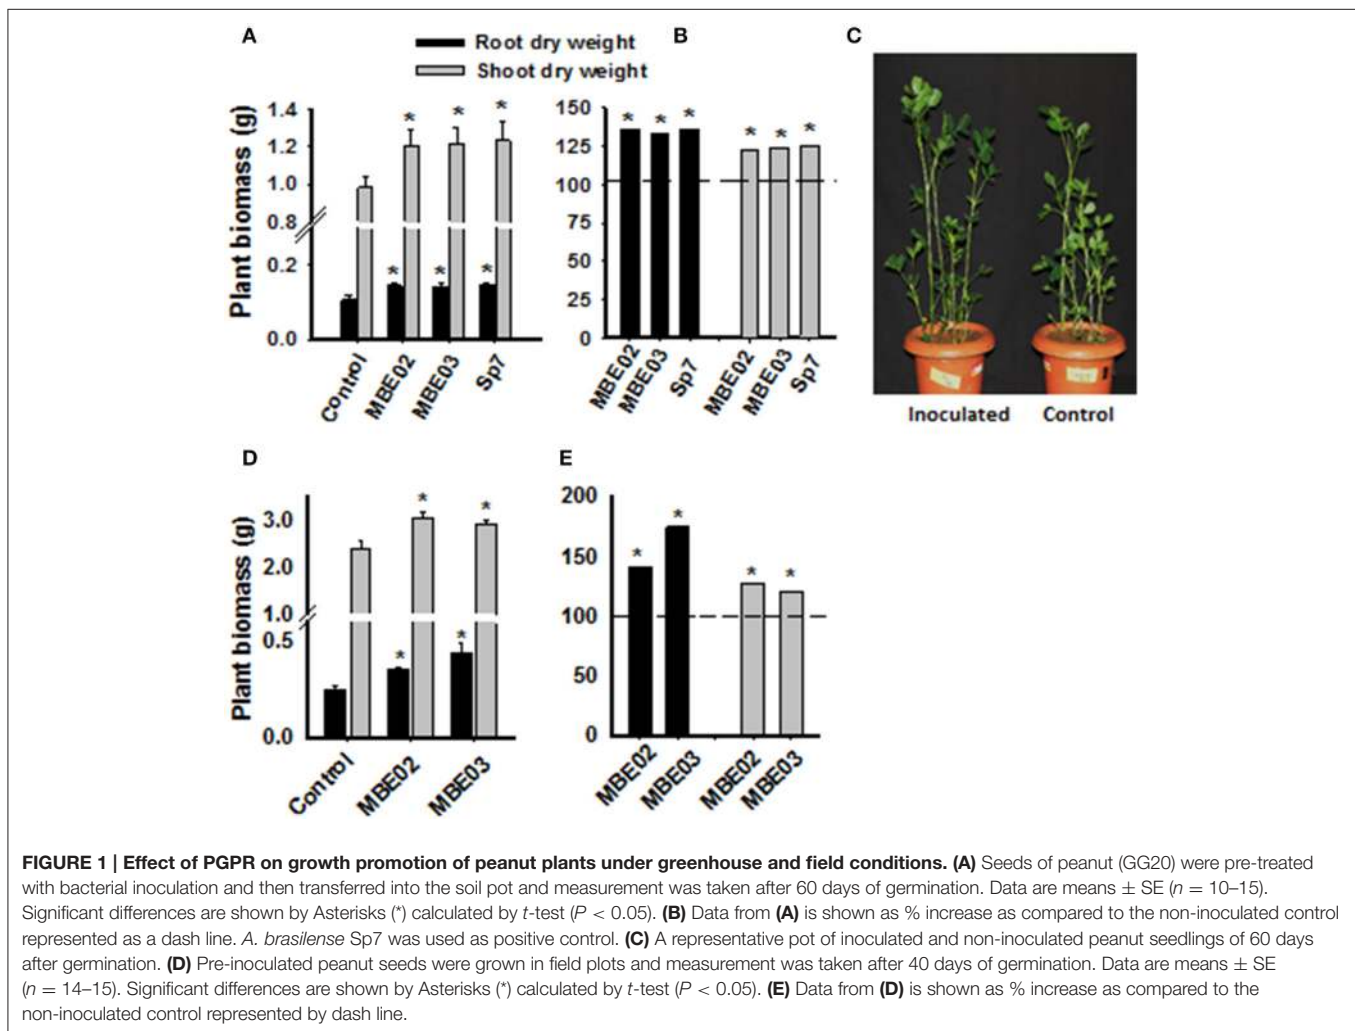 A
Root dry weight
Shoot dry weight
B
C
Plant biomass (g)
1.4
1.2
1.0
0.8
0.2
0.0
* * *
* * *
Control
MBE02
MBE03
Sp7
150
125
100
75
50
25
0
* * *
* * *
MBE02
MBE03
Sp7
MBE02
MBE03
Sp7
Inoculated
Control
D
Plant biomass (g)
3.0
2.0
1.0
0.5
0.0
* *
* *
Control
MBE02
MBE03
E
200
150
100
50
0
* *
* *
MBE02
MBE03
MBE02
MBE03
FIGURE 1 | Effect of PGPR on growth promotion of peanut plants under greenhouse and field conditions. (A) Seeds of peanut (GG20) were pre-treated
with bacterial inoculation and then transferred into the soil pot and measurement was taken after 60 days of germination. Data are means ± SE (n = 10–15).
Significant differences are shown by Asterisks (*) calculated by t-test (P < 0.05). (B) Data from (A) is shown as % increase as compared to the non-inoculated control
represented as a dash line. A. brasilense Sp7 was used as positive control. (C) A representative pot of inoculated and non-inoculated peanut seedlings of 60 days
after germination. (D) Pre-inoculated peanut seeds were grown in field plots and measurement was taken after 40 days of germination. Data are means ± SE
(n = 14–15). Significant differences are shown by Asterisks (*) calculated by t-test (P < 0.05). (E) Data from (D) is shown as % increase as compared to the
non-inoculated control represented by dash line.